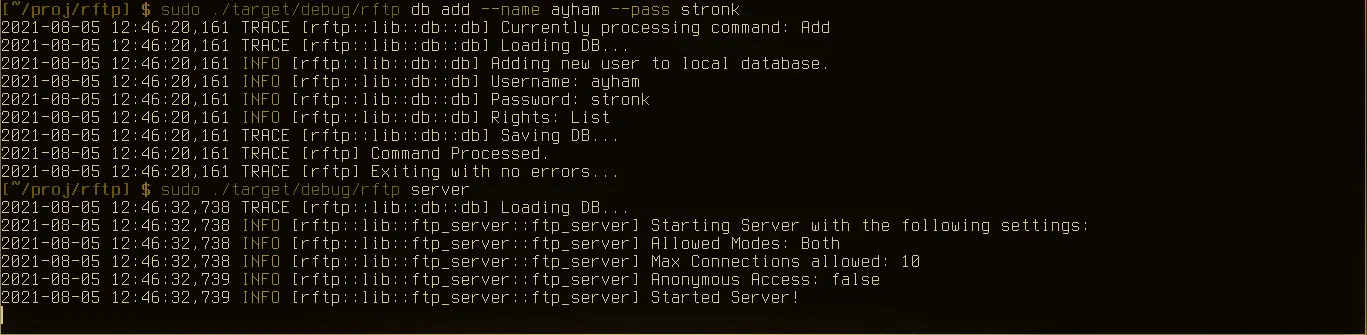 [~/proj/rftp] $ sudo ./target/debug/rftp db add --name ayham --pass stronk
2021-08-05 12:46:20,161 TRACE [rftp::lib::db::db] Currently processing command: Add
2021-08-05 12:46:20,161 TRACE [rftp::lib::db::db] Loading DB...
2021-08-05 12:46:20,161 INFO [rftp::lib::db::db] Adding new user to local database.
2021-08-05 12:46:20,161 INFO [rftp::lib::db::db] Username: ayham
2021-08-05 12:46:20,161 INFO [rftp::lib::db::db] Password: stronk
2021-08-05 12:46:20,161 INFO [rftp::lib::db::db] Rights: List
2021-08-05 12:46:20,161 TRACE [rftp::lib::db::db] Saving DB...
2021-08-05 12:46:20,161 TRACE [rftp] Command Processed.
2021-08-05 12:46:20,161 TRACE [rftp] Exiting with no errors...
[~/proj/rftp] $ sudo ./target/debug/rftp server
2021-08-05 12:46:32,738 TRACE [rftp::lib::db::db] Loading DB...
2021-08-05 12:46:32,738 INFO [rftp::lib::ftp_server::ftp_server] Starting Server with the following settings:
2021-08-05 12:46:32,738 INFO [rftp::lib::ftp_server::ftp_server] Allowed Modes: Both
2021-08-05 12:46:32,738 INFO [rftp::lib::ftp_server::ftp_server] Max Connections allowed: 10
2021-08-05 12:46:32,739 INFO [rftp::lib::ftp_server::ftp_server] Anonymous Access: false
2021-08-05 12:46:32,739 INFO [rftp::lib::ftp_server::ftp_server] Started Server!